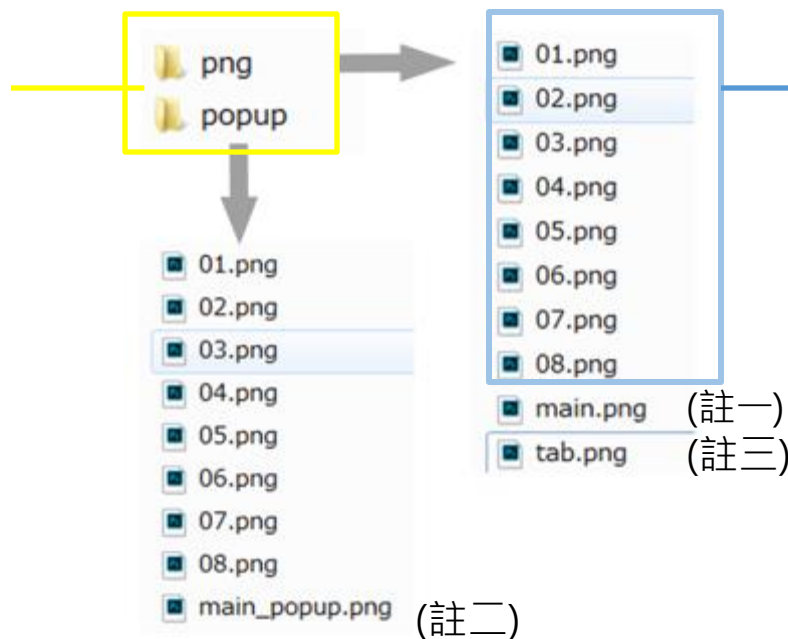 png
popup
01.png
02.png
03.png
04.png
05.png
06.png
07.png
08.png
main.png (註一)
tab.png (註三)
01.png
02.png
03.png
04.png
05.png
06.png
07.png
08.png
main_popup.png (註二)